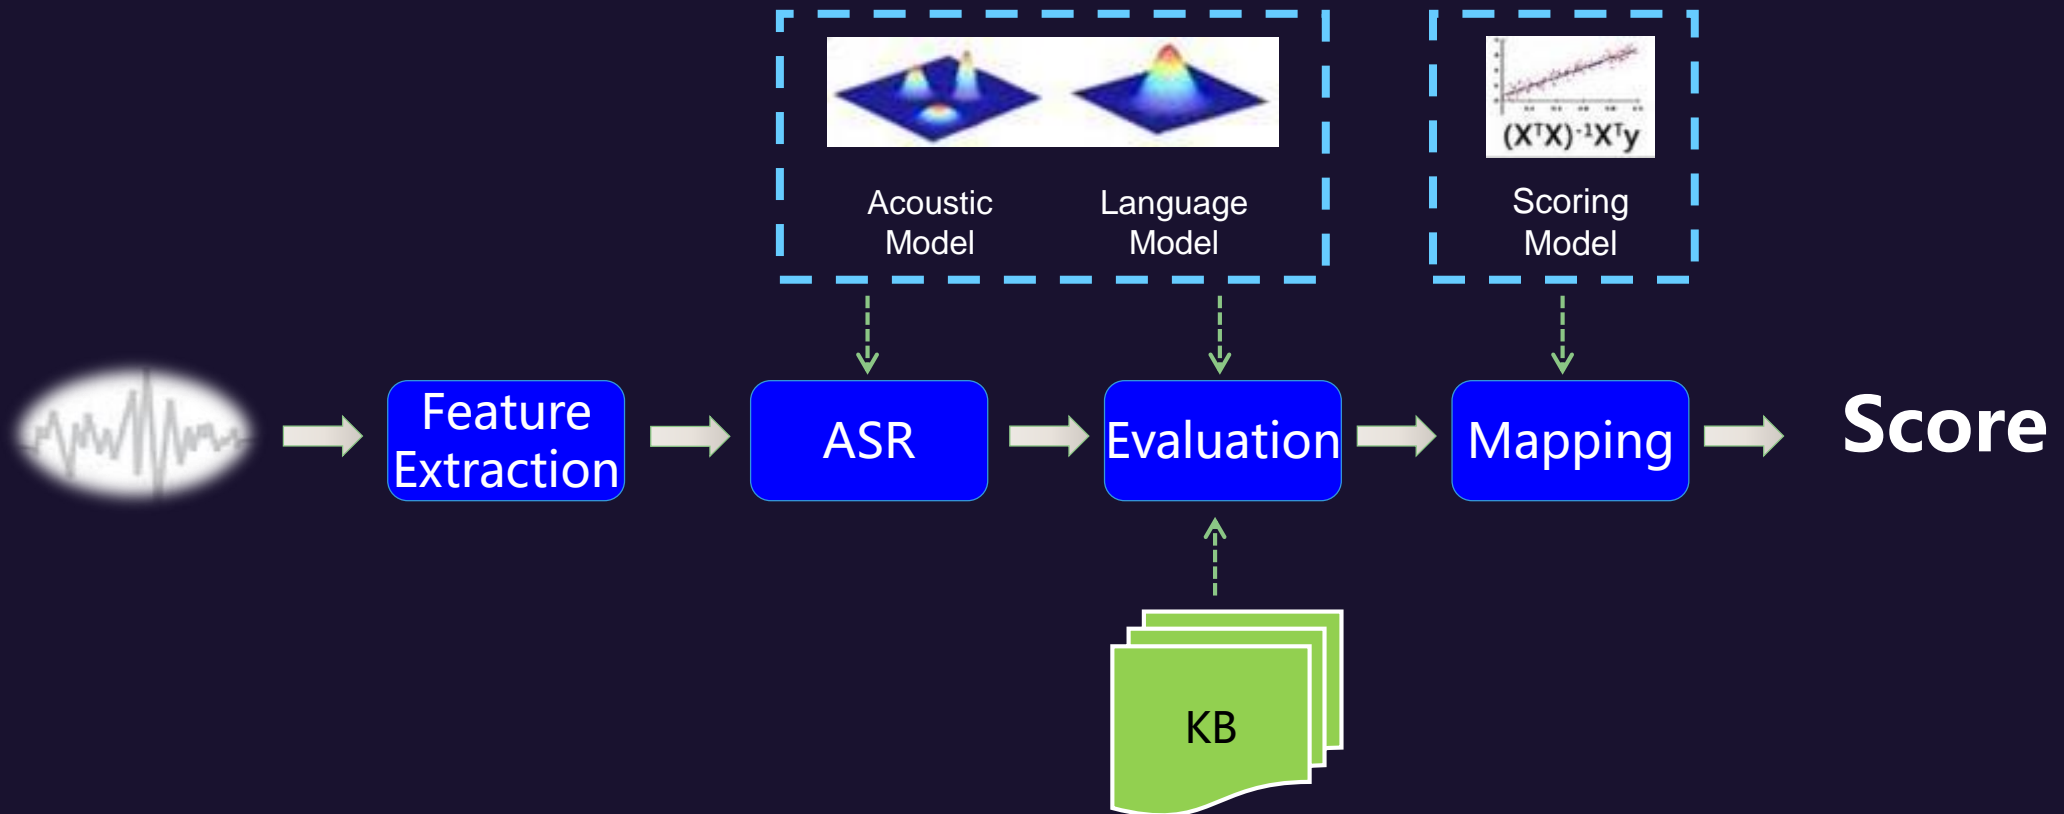 (XᵀX)⁻¹Xᵀy
Acoustic
Model
Language
Model
Scoring
Model
Feature
Extraction
ASR
Evaluation
Mapping
Score
KB